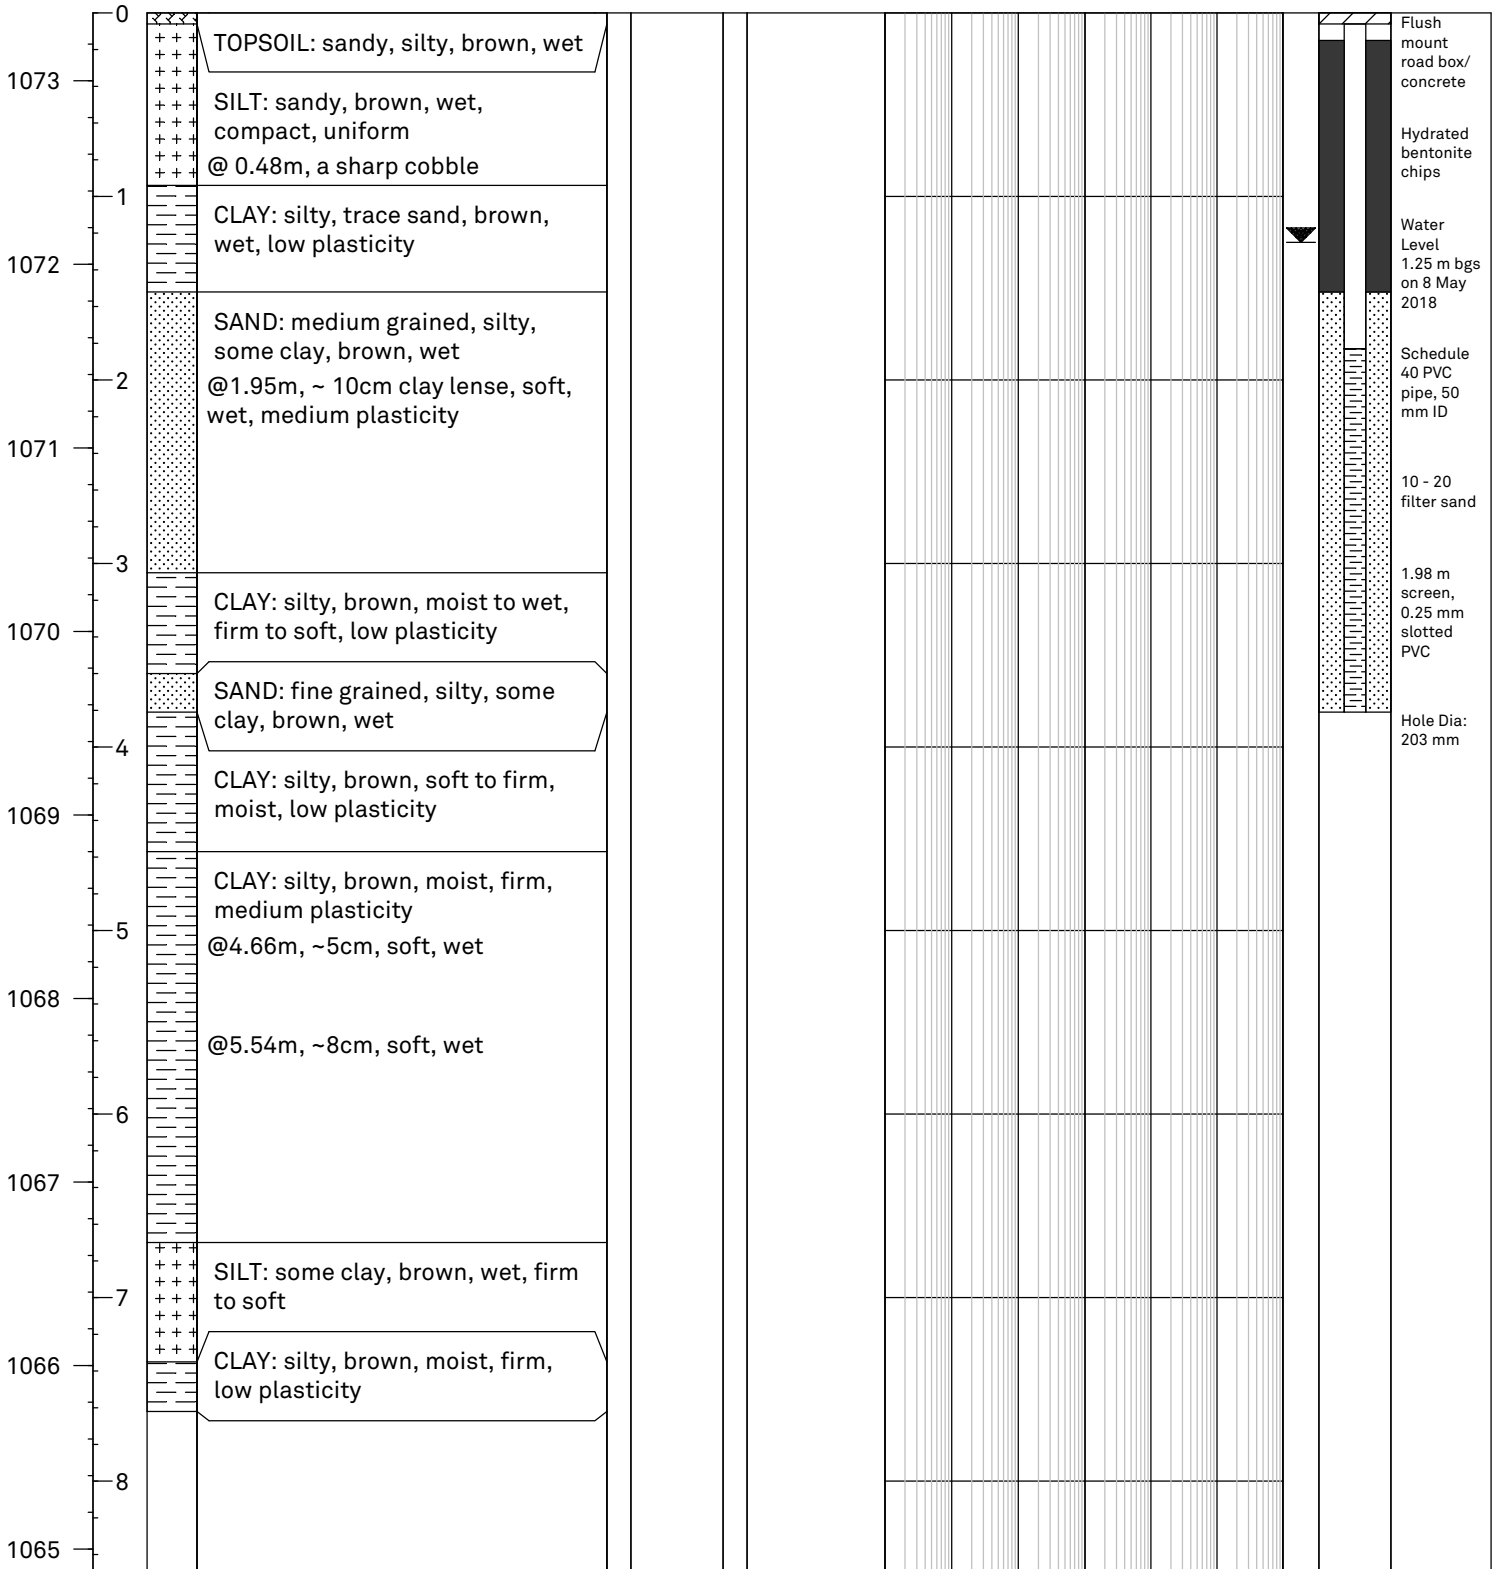 0
1073
1
1072
2
1071
3
1070
4
1069
5
1068
6
1067
7
1066
8
1065
TOPSOIL: sandy, silty, brown, wet
SILT: sandy, brown, wet,
compact, uniform
@ 0.48m, a sharp cobble
CLAY: silty, trace sand, brown,
wet, low plasticity
SAND: medium grained, silty,
some clay, brown, wet
@1.95m, ~ 10cm clay lense, soft,
wet, medium plasticity
CLAY: silty, brown, moist to wet,
firm to soft, low plasticity
SAND: fine grained, silty, some
clay, brown, wet
CLAY: silty, brown, soft to firm,
moist, low plasticity
CLAY: silty, brown, moist, firm,
medium plasticity
@4.66m, ~5cm, soft, wet
@5.54m, ~8cm, soft, wet
SILT: some clay, brown, wet, firm
to soft
CLAY: silty, brown, moist, firm,
low plasticity
Flush
mount
road box/
concrete
Hydrated
bentonite
chips
Water
Level
1.25 m bgs
on 8 May
2018
Schedule
40 PVC
pipe, 50
mm ID
10 - 20
filter sand
1.98 m
screen,
0.25 mm
slotted
PVC
Hole Dia:
203 mm